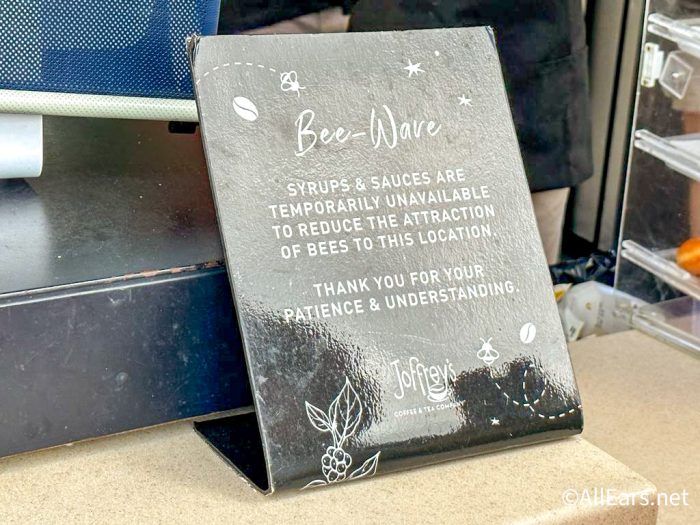 Bee-Wave
SYRUPS & SAUCES ARE
TEMPORARILY UNAVAILABLE
TO REDUCE THE ATTRACTION
OF BEES TO THIS LOCATION.
THANK YOU FOR YOUR
PATIENCE & UNDERSTANDING.
Joffrey's
COFFEE & TEA COMPANY
©AllEars.net